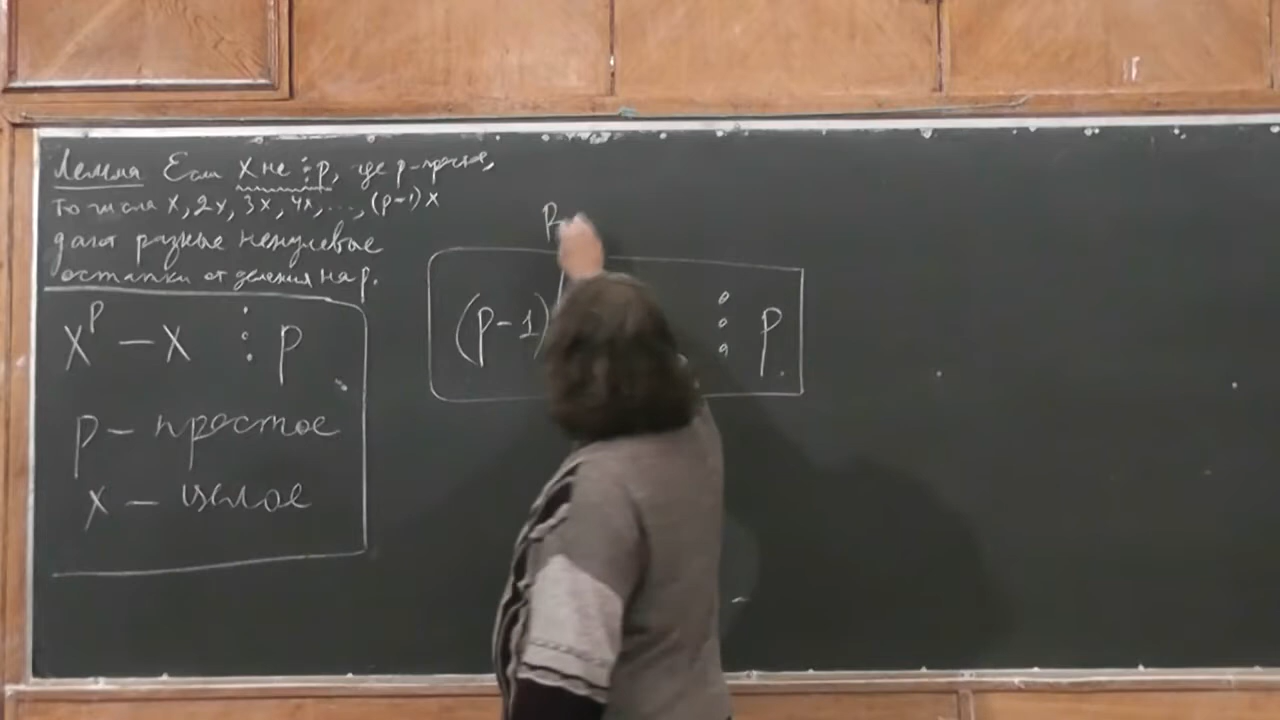 Лемма Если x не ⋮ p, где p-простое,
то числа x, 2x, 3x, 4x, ..., (p-1)x
дают разные ненулевые
остатки от деления на p.
x^p - x ⋮ p
p - простое
x - целое
(p-1) ⋮ p.